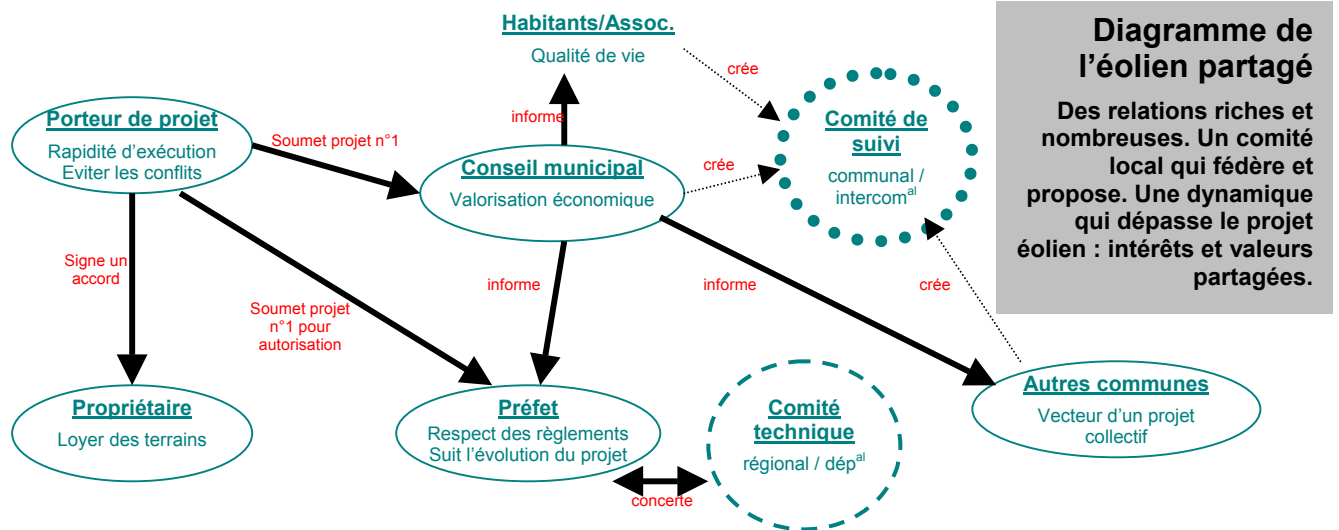 Habitants/Assoc.
Qualité de vie
Diagramme de
l'éolien partagé
Des relations riches et
nombreuses. Un comité
local qui fédère et
propose. Une dynamique
qui dépasse le projet
éolien : intérêts et valeurs
partagées.
crée
Porteur de projet
Rapidité d'exécution
Eviter les conflits
Soumet projet n°1
informe
Comité de
suivi
communal /
intercom^al
crée
Conseil municipal
Valorisation économique
Signe un
accord
Soumet projet
n°1 pour
autorisation
informe
informe
crée
Propriétaire
Loyer des terrains
Préfet
Respect des règlements
Suit l'évolution du projet
Comité
technique
régional / dép^al
Autres communes
Vecteur d'un projet
collectif
concerte